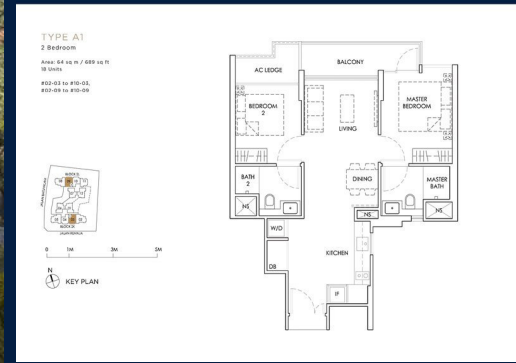 TYPE A1
2 Bedroom
Area: 64 sq m / 689 sq ft
18 Units
#02-03 to #10-03,
#02-09 to #10-09
AC LEDGE
BALCONY
BEDROOM
2
LIVING
MASTER
BEDROOM
BATH
2
DINING
MASTER
BATH
NS
NS
NS
W/D
KITCHEN
DB
0 1M 3M 5M
N
KEY PLAN